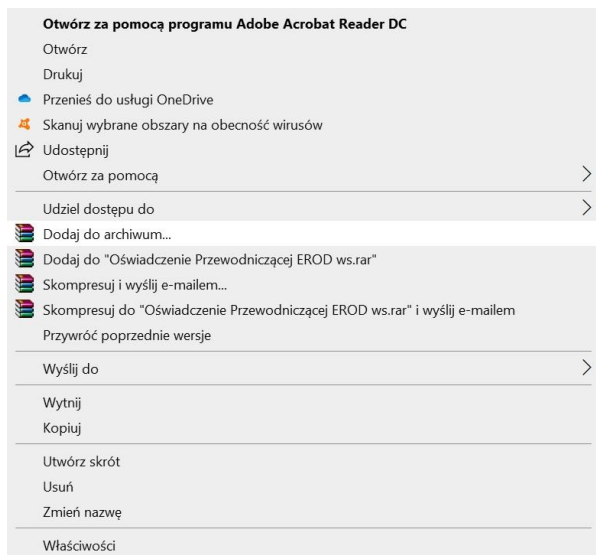 Otwórz za pomocą programu Adobe Acrobat Reader DC
Otwórz
Drukuj
Przenieś do usługi OneDrive
Skanuj wybrane obszary na obecność wirusów
Udostępnij
Otwórz za pomocą
Udziel dostępu do
Dodaj do archiwum...
Dodaj do "Oświadczenie Przewodniczącej EROD ws.rar"
Skompresuj i wyślij e-mailem...
Skompresuj do "Oświadczenie Przewodniczącej EROD ws.rar" i wyślij e-mailem
Przywróć poprzednie wersje
Wyślij do
Wytnij
Kopiuj
Utwórz skrót
Usuń
Zmień nazwę
Właściwości